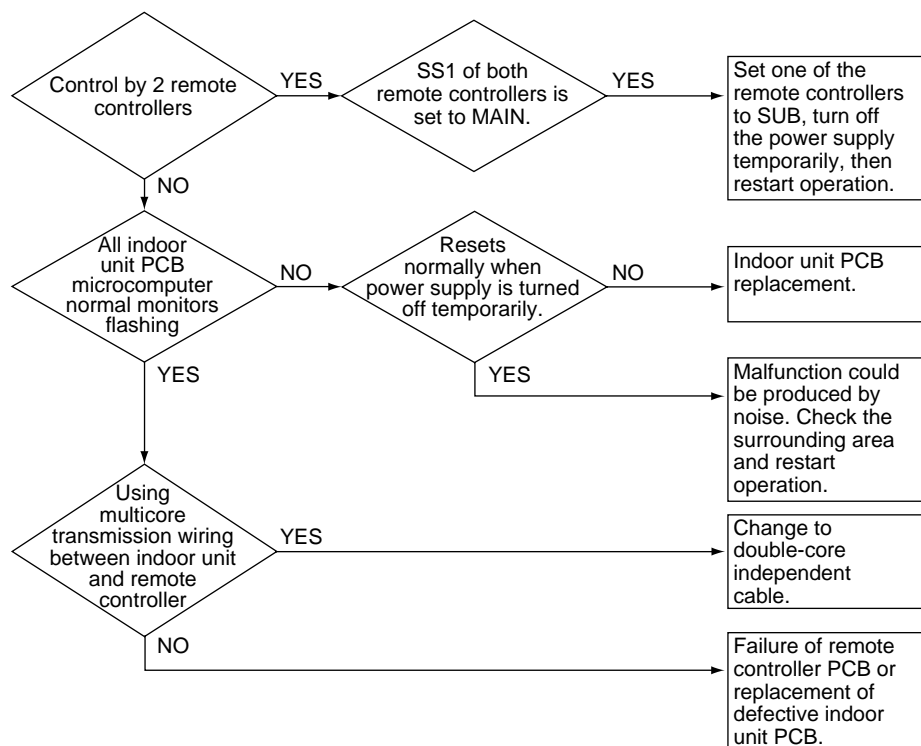 Control by 2 remote
controllers
YES
SS1 of both
remote controllers is
set to MAIN.
YES
Set one of the
remote controllers
to SUB, turn off
the power supply
temporarily, then
restart operation.
NO
All indoor
unit PCB
microcomputer
normal monitors
flashing
NO
Resets
normally when
power supply is turned
off temporarily.
NO
Indoor unit PCB
replacement.
YES
YES
Malfunction could
be produced by
noise. Check the
surrounding area
and restart
operation.
Using
multicore
transmission wiring
between indoor unit
and remote
controller
YES
Change to
double-core
independent
cable.
NO
Failure of remote
controller PCB or
replacement of
defective indoor
unit PCB.